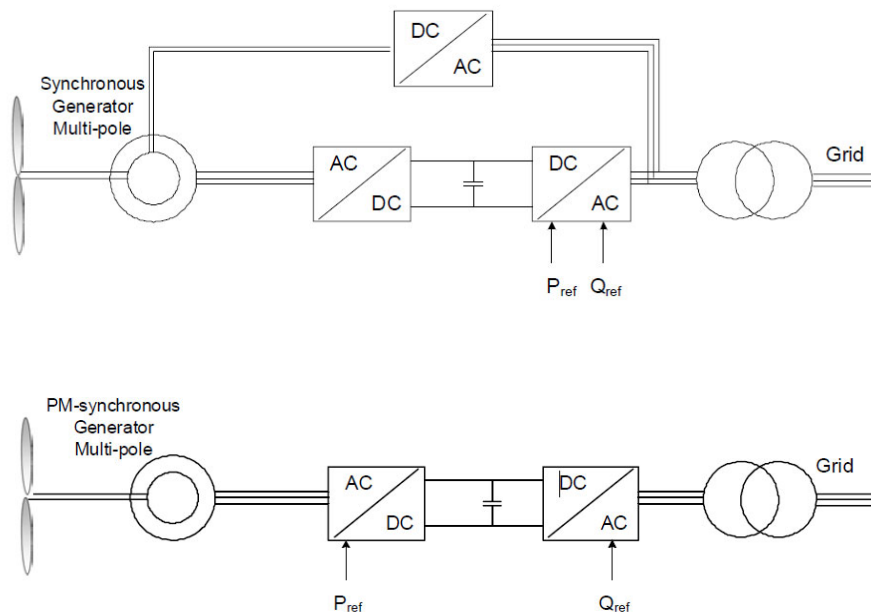 DC
AC
Synchronous
Generator
Multi-pole
AC
DC
DC
AC
Grid
Pref
Qref
PM-synchronous
Generator
Multi-pole
AC
DC
DC
AC
Grid
Pref
Qref